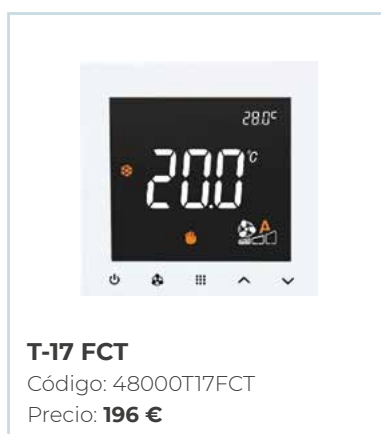 28.0°C
20.0 °C
A
T-17 FCT
Código: 48000T17FCT
Precio: 196 €